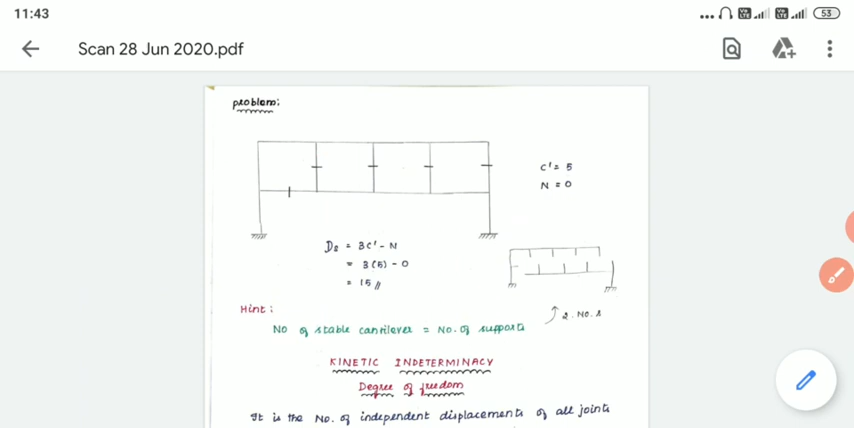 11:43
53
Scan 28 Jun 2020.pdf
problem:
C' = 5
N = 0
Ds = 3C' - N
= 3(5) - 0
= 15 //
2. No. s
Hint:
No of stable cantilever = No. of supports
KINETIC INDETERMINACY
Degree of freedom
It is the No. of independent displacements of all joints